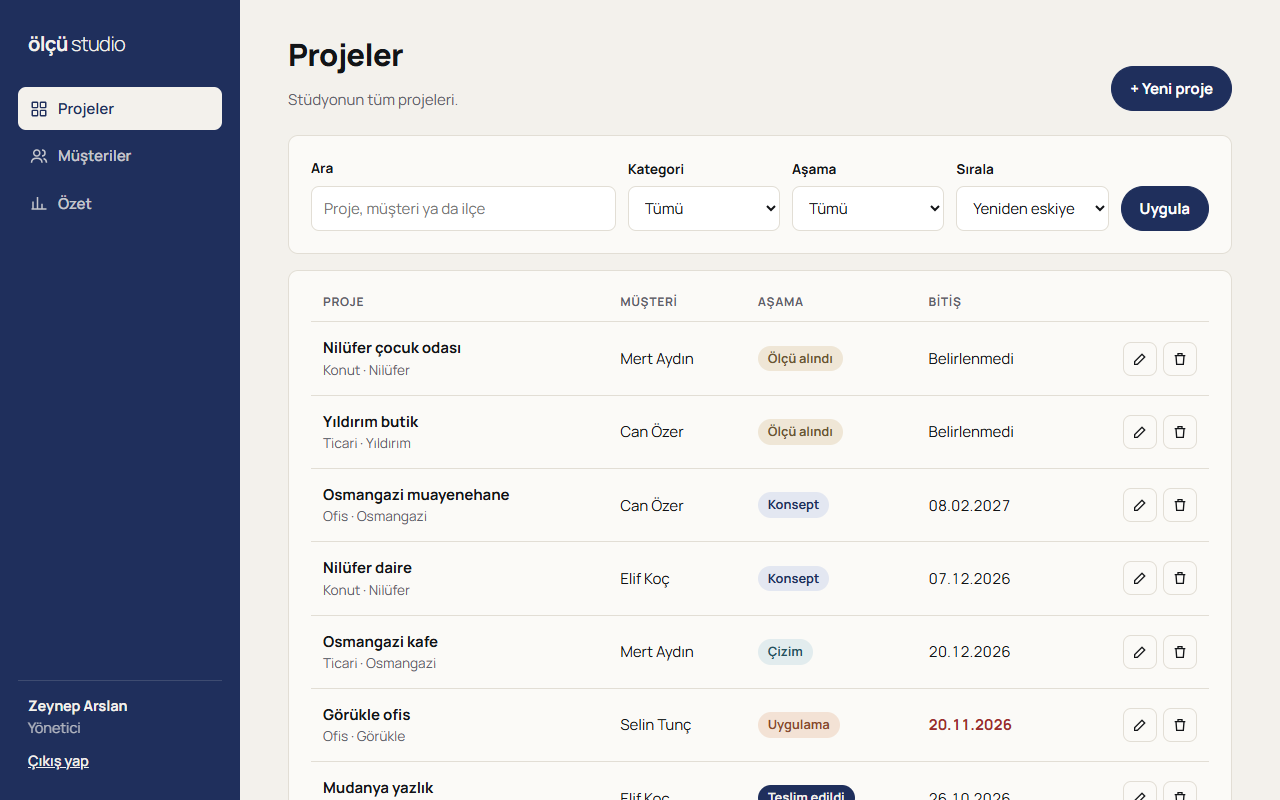 ölçü studio
Projeler
Müşteriler
Özet
Zeynep Arslan
Yönetici
Çıkış yap
Projeler
Stüdyonun tüm projeleri.
+ Yeni proje
Ara
Kategori
Aşama
Sırala
Proje, müşteri ya da ilçe
Tümü
Tümü
Yeniden eskiye
Uygula
PROJE MÜŞTERİ AŞAMA BİTİŞ
Nilüfer çocuk odası
Konut · Nilüfer
Mert Aydın
Ölçü alındı
Belirlenmedi
Yıldırım butik
Ticari · Yıldırım
Can Özer
Ölçü alındı
Belirlenmedi
Osmangazi muayenehane
Ofis · Osmangazi
Can Özer
Konsept
08.02.2027
Nilüfer daire
Konut · Nilüfer
Elif Koç
Konsept
07.12.2026
Osmangazi kafe
Ticari · Osmangazi
Mert Aydın
Çizim
20.12.2026
Görükle ofis
Ofis · Görükle
Selin Tunç
Uygulama
20.11.2026
Mudanya yazlık
Elif Koç
Teslim edildi
26.10.2026